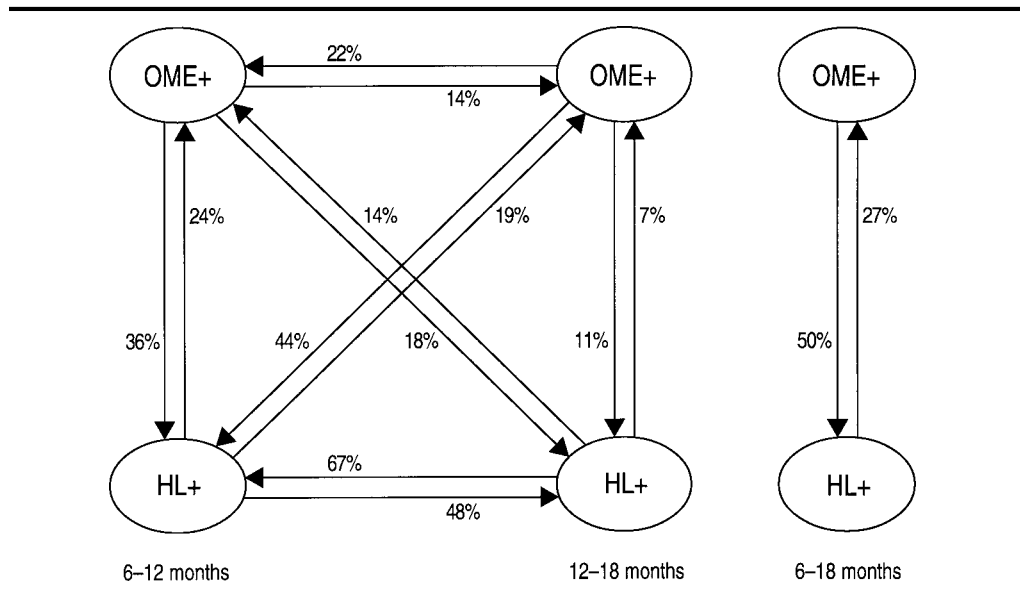 OME+ 22% OME+ OME+
14%
24% 14% 19% 7% 27%
36% 44% 18% 11% 50%
67%
HL+ HL+ HL+
48%
6–12 months 12–18 months 6–18 months